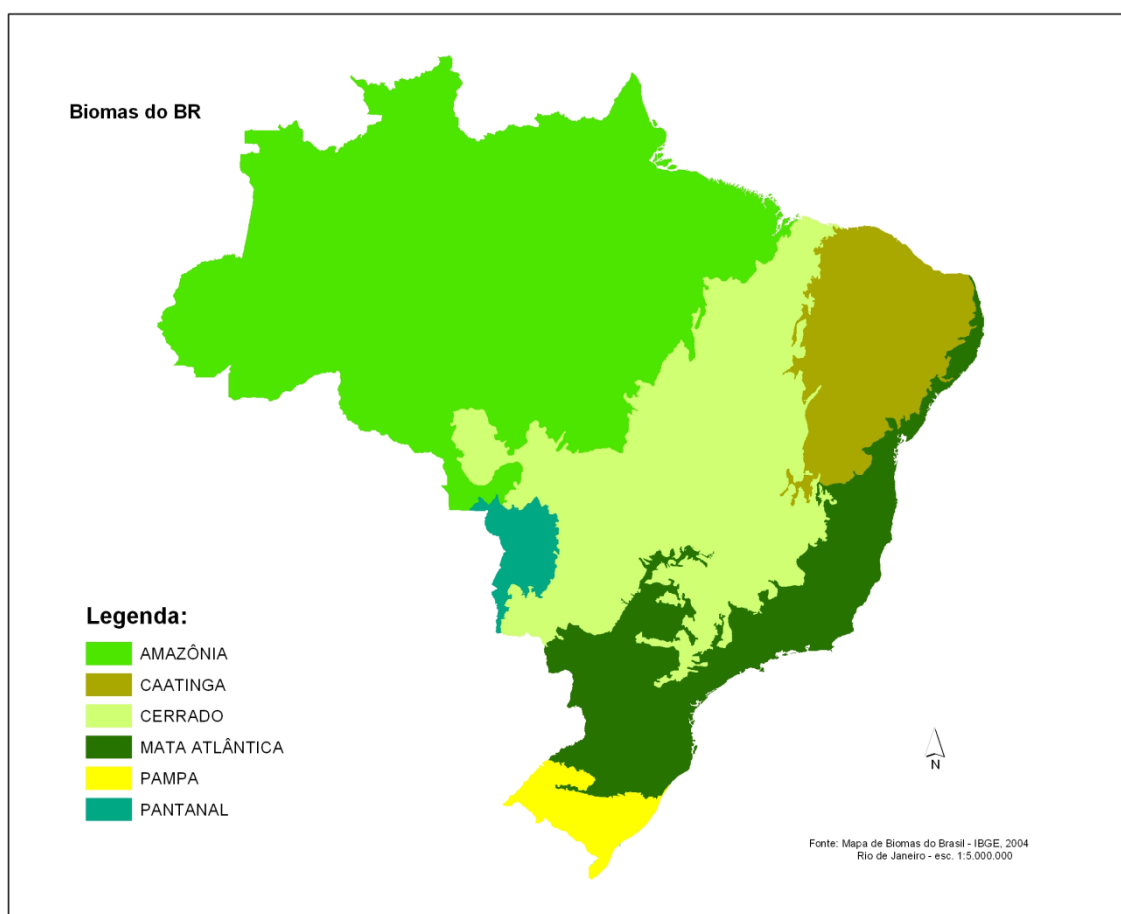 Biomas do BR
Legenda:
AMAZÔNIA
CAATINGA
CERRADO
MATA ATLÂNTICA
PAMPA
PANTANAL
N
Fonte: Mapa de Biomas do Brasil - IBGE, 2004
Rio de Janeiro - esc. 1:5.000.000